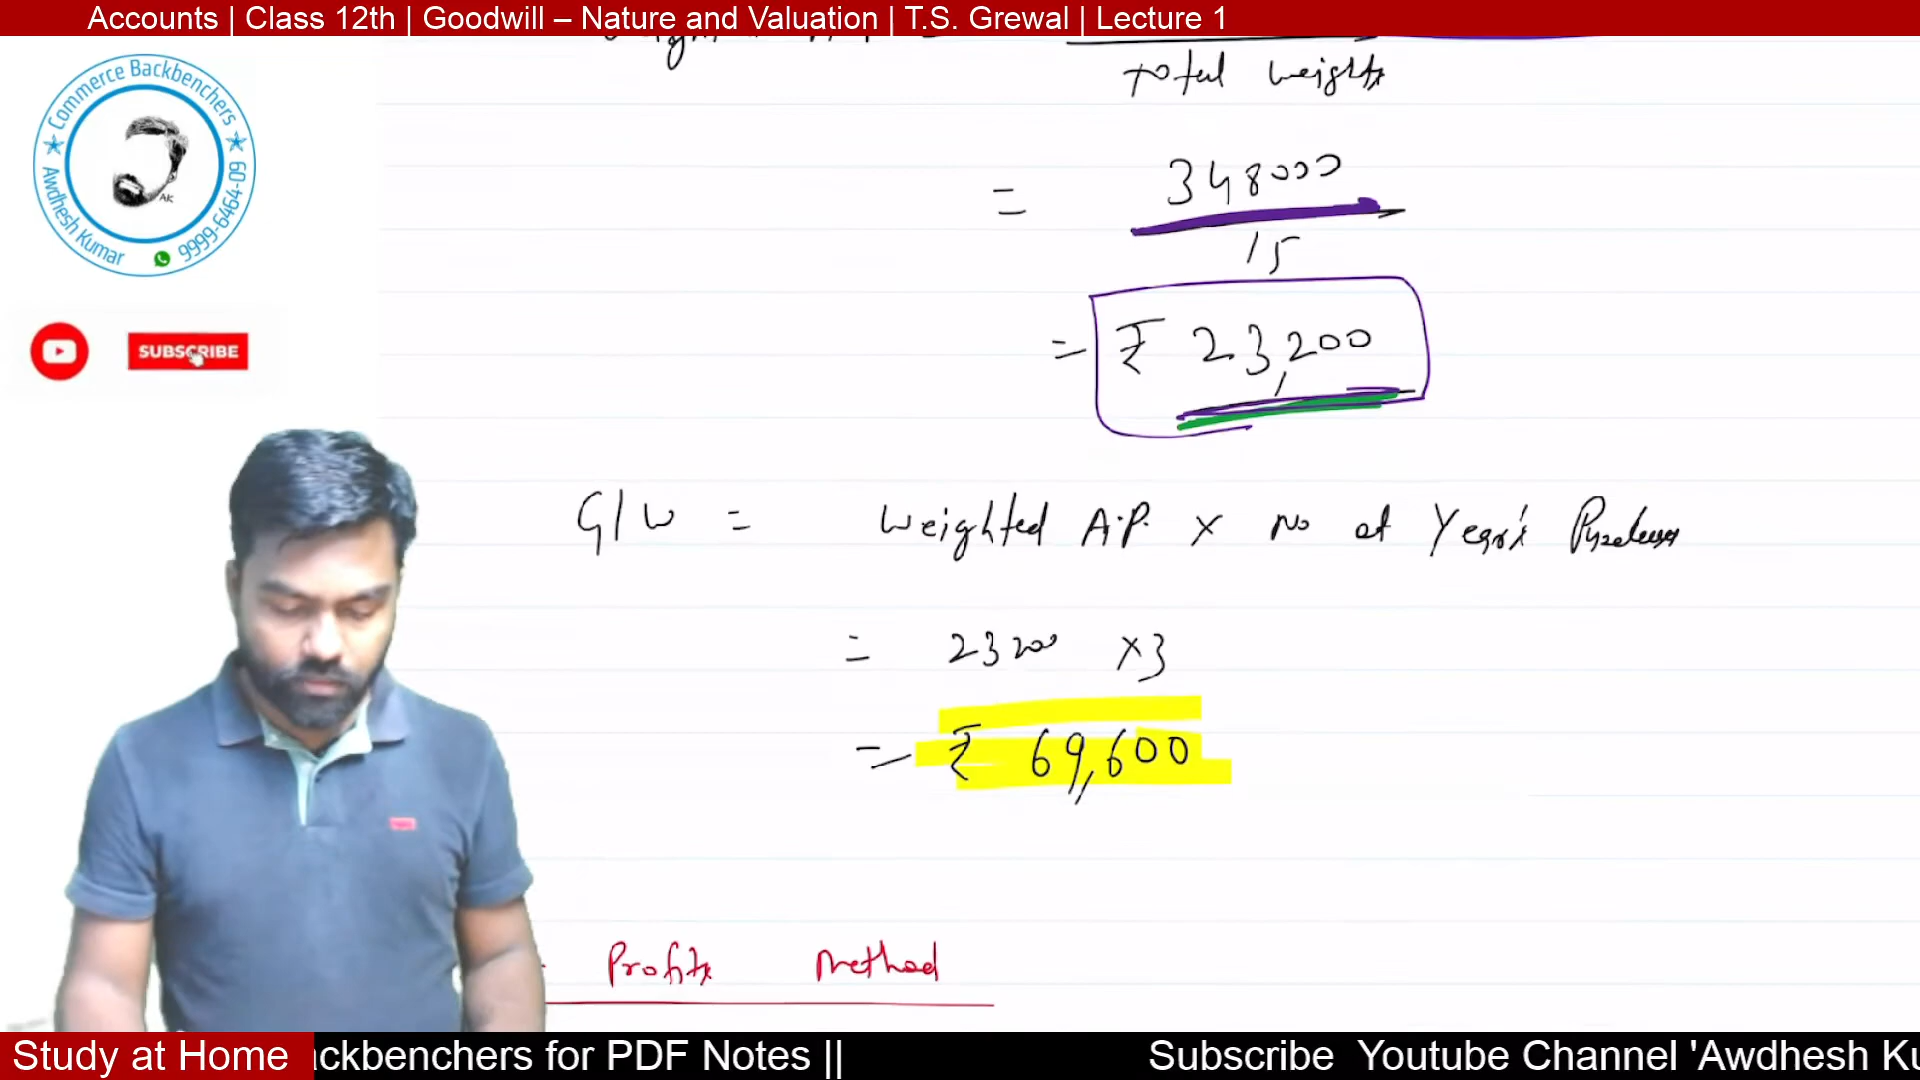 Accounts | Class 12th | Goodwill – Nature and Valuation | T.S. Grewal | Lecture 1
Commerce Backbenchers
Awdhesh Kumar
9999-6464-09
AK
SUBSCRIBE
Total weights
= 348000
15
= ₹ 23,200
G/W = Weighted A.P. × No of Year's Purchase
= 23200 ×3
= ₹ 69,600
Profits Method
Study at Home
ackbenchers for PDF Notes ||
Subscribe Youtube Channel 'Awdhesh Ku